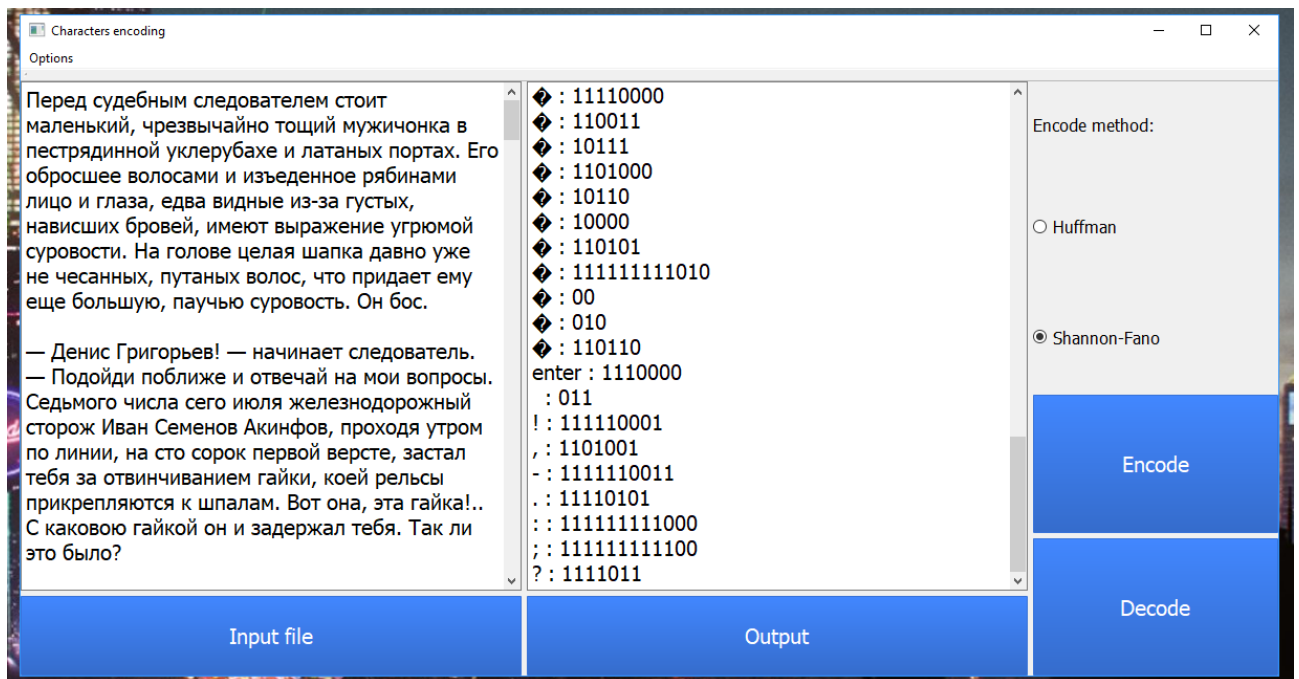 Characters encoding
Options
Перед судебным следователем стоит
маленький, чрезвычайно тощий мужичонка в
пестрядинной уклерубахе и латаных портах. Его
обросшее волосами и изъеденное рябинами
лицо и глаза, едва видные из-за густых,
нависших бровей, имеют выражение угрюмой
суровости. На голове целая шапка давно уже
не чесанных, путаных волос, что придает ему
еще большую, паучью суровость. Он бос.
— Денис Григорьев! — начинает следователь.
— Подойди поближе и отвечай на мои вопросы.
Седьмого числа сего июля железнодорожный
сторож Иван Семенов Акинфов, проходя утром
по линии, на сто сорок первой версте, застал
тебя за отвинчиванием гайки, коей рельсы
прикрепляются к шпалам. Вот она, эта гайка!..
С каковою гайкой он и задержал тебя. Так ли
это было?
� : 11110000
� : 110011
� : 10111
� : 1101000
� : 10110
� : 10000
� : 110101
� : 111111111010
� : 00
� : 010
� : 110110
enter : 1110000
  : 011
! : 111110001
, : 1101001
- : 1111110011
. : 11110101
: : 111111111000
; : 111111111100
? : 1111011
Encode method:
Huffman
Shannon-Fano
Encode
Decode
Input file
Output